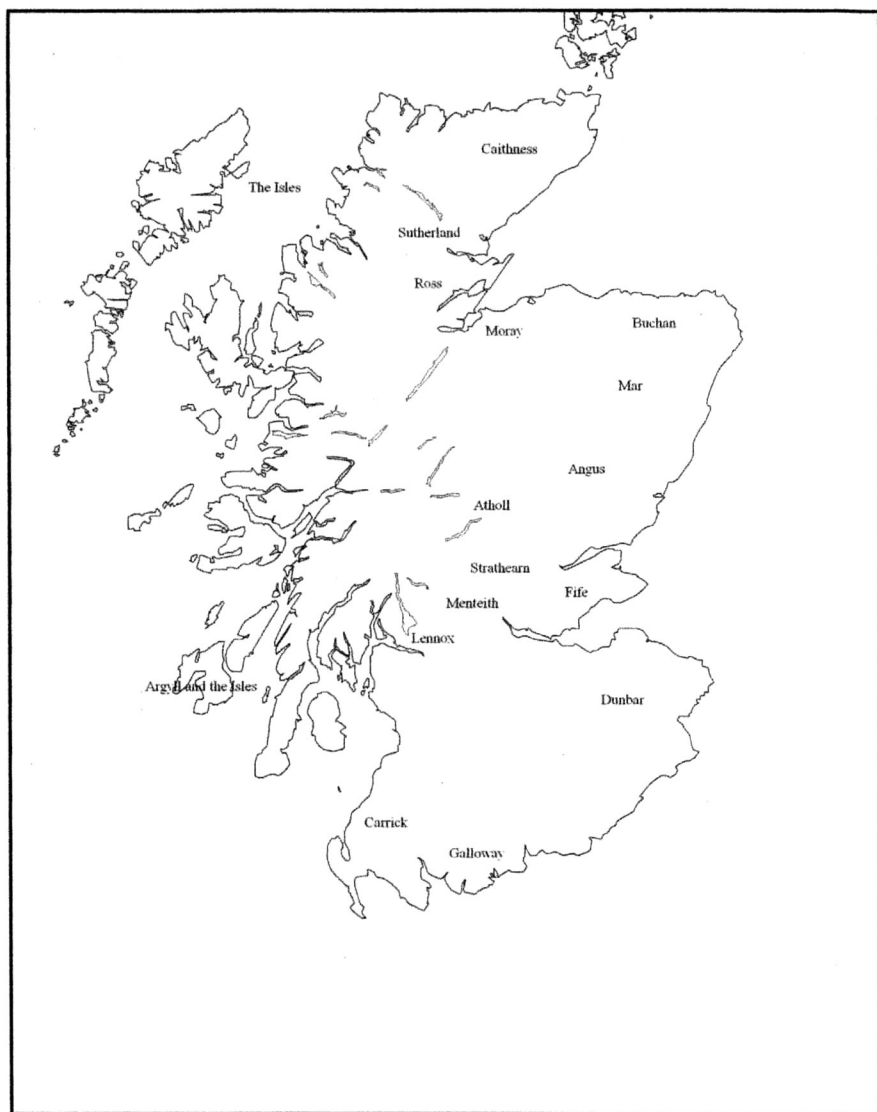 Caithness
The Isles
Sutherland
Ross
Moray
Buchan
Mar
Angus
Atholl
Strathearn
Fife
Menteith
Lennox
Argyll and the Isles
Dunbar
Carrick
Galloway